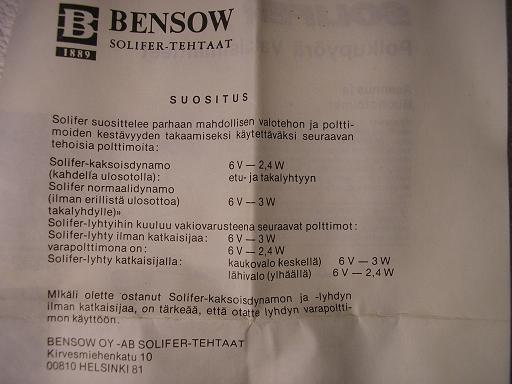 BENSOW
SOLIFER-TEHTAAT
1889
SUOSITUS
Solifer suosittelee parhaan mahdollisen valotehon ja poltti-
moiden kestävyyden takaamiseksi käytettäväksi seuraavan
tehoisia polttimoita:
Solifer-kaksoisdynamo 6 V — 2,4 W
(kahdella ulosotolla): etu- ja takalyhtyyn
Solifer normaalidynamo
(ilman erillistä ulosottoa) 6 V — 3 W
takalyhdylle)»
Solifer-lyhtyihin kuuluu vakiovarusteena seuraavat polttimot:
Solifer-lyhty ilman katkaisijaa: 6 V — 3 W
varapolttimona on: 6 V — 2,4 W
Solifer-lyhty katkaisijalla: kaukovalo keskellä) 6 V — 3 W
lähivalo (ylhäällä) 6 V — 2,4 W
Mikäli olette ostanut Solifer-kaksoisdynamon ja -lyhdyn
ilman katkaisijaa, on tärkeää, että otatte lyhdyn varapoltti-
mon käyttöön.
BENSOW OY -AB SOLIFER-TEHTAAT
Kirvesmiehenkatu 10
00810 HELSINKI 81